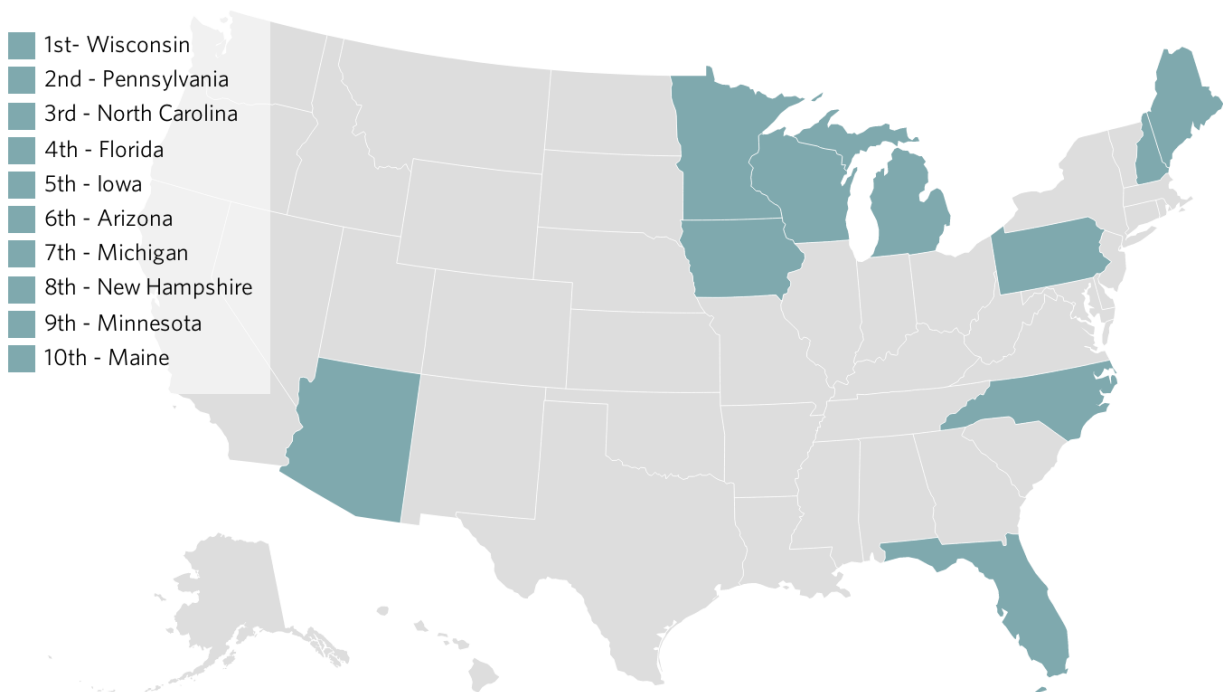 1st- Wisconsin
2nd - Pennsylvania
3rd - North Carolina
4th - Florida
5th - Iowa
6th - Arizona
7th - Michigan
8th - New Hampshire
9th - Minnesota
10th - Maine